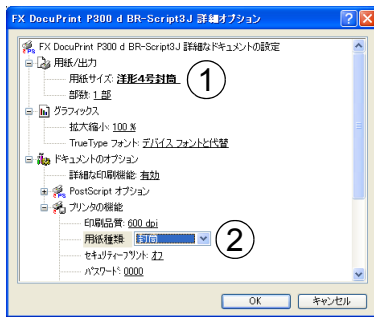 FX DocuPrint P300 d BR-Script3J 詳細オプション
FX DocuPrint P300 d BR-Script3J 詳細なドキュメントの設定
用紙/出力
用紙サイズ: 洋形4号封筒
1
部数: 1 部
グラフィックス
拡大縮小: 100 %
TrueType フォント: デバイス フォントと代替
ドキュメントのオプション
詳細な印刷機能: 有効
PostScript オプション
プリンタの機能
印刷品質: 600 dpi
用紙種類: 封筒
2
セキュリティープリント: オフ
パスワード: 0000
OK
キャンセル